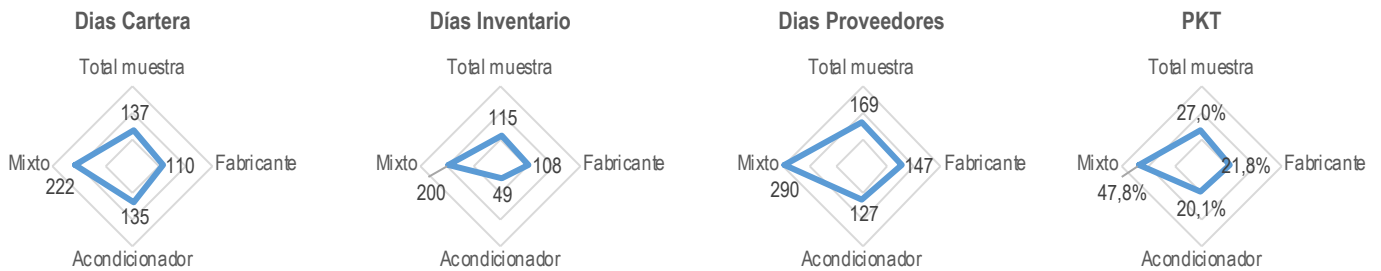 Dias Cartera
Total muestra
137
Mixto
110
Fabricante
222
135
Acondicionador
Días Inventario
Total muestra
115
Mixto
108
Fabricante
200
49
Acondicionador
Dias Proveedores
Total muestra
169
Mixto
147
Fabricante
290
127
Acondicionador
PKT
Total muestra
27,0%
Mixto
21,8%
Fabricante
47,8%
20,1%
Acondicionador